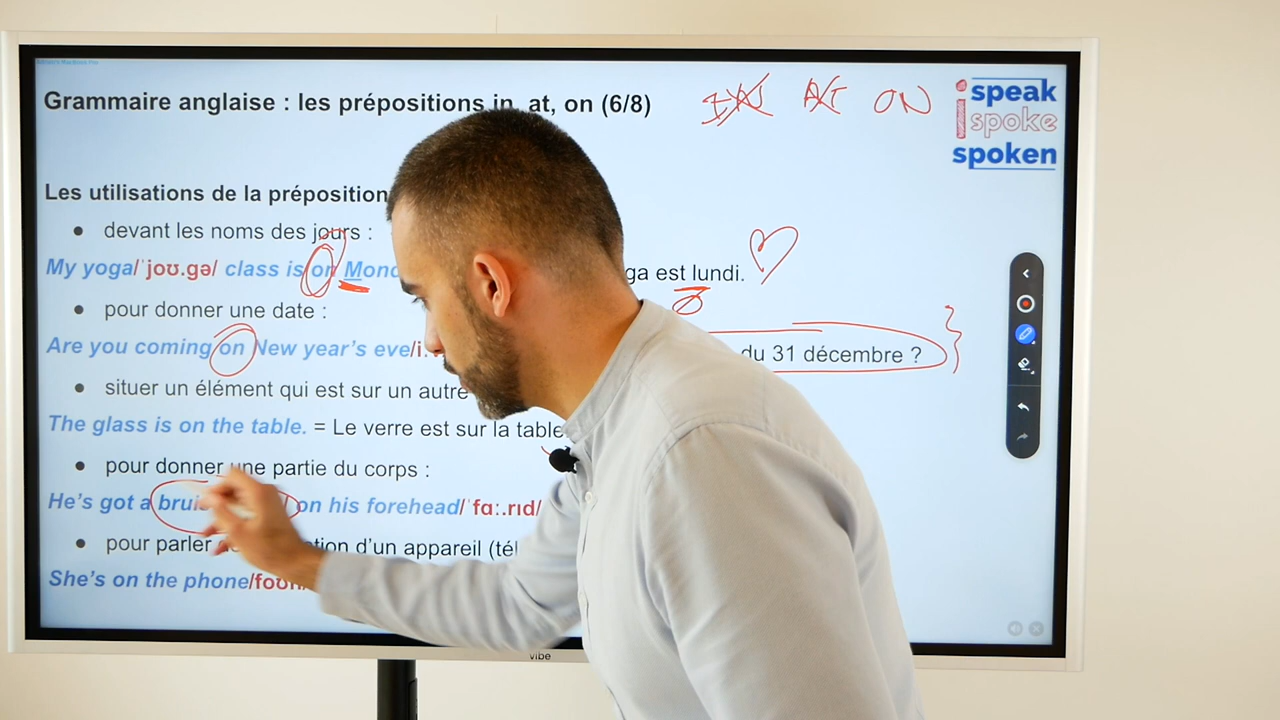 Grammaire anglaise : les prépositions in, at, on (6/8)
IN AT ON
speak
i spoke
spoken
Les utilisations de la préposition
devant les noms des jours :
My yoga/ˈjoʊ.gə/ class is on est lundi.
pour donner une date :
Are you coming on New year's eve/i: du 31 décembre ?
situer un élément qui est sur un autre
The glass is on the table. = Le verre est sur la table
pour donner une partie du corps :
He's got a on his forehead/ˈfɑː.rɪd/
pour parler d'un appareil
She's on the phone
vibe